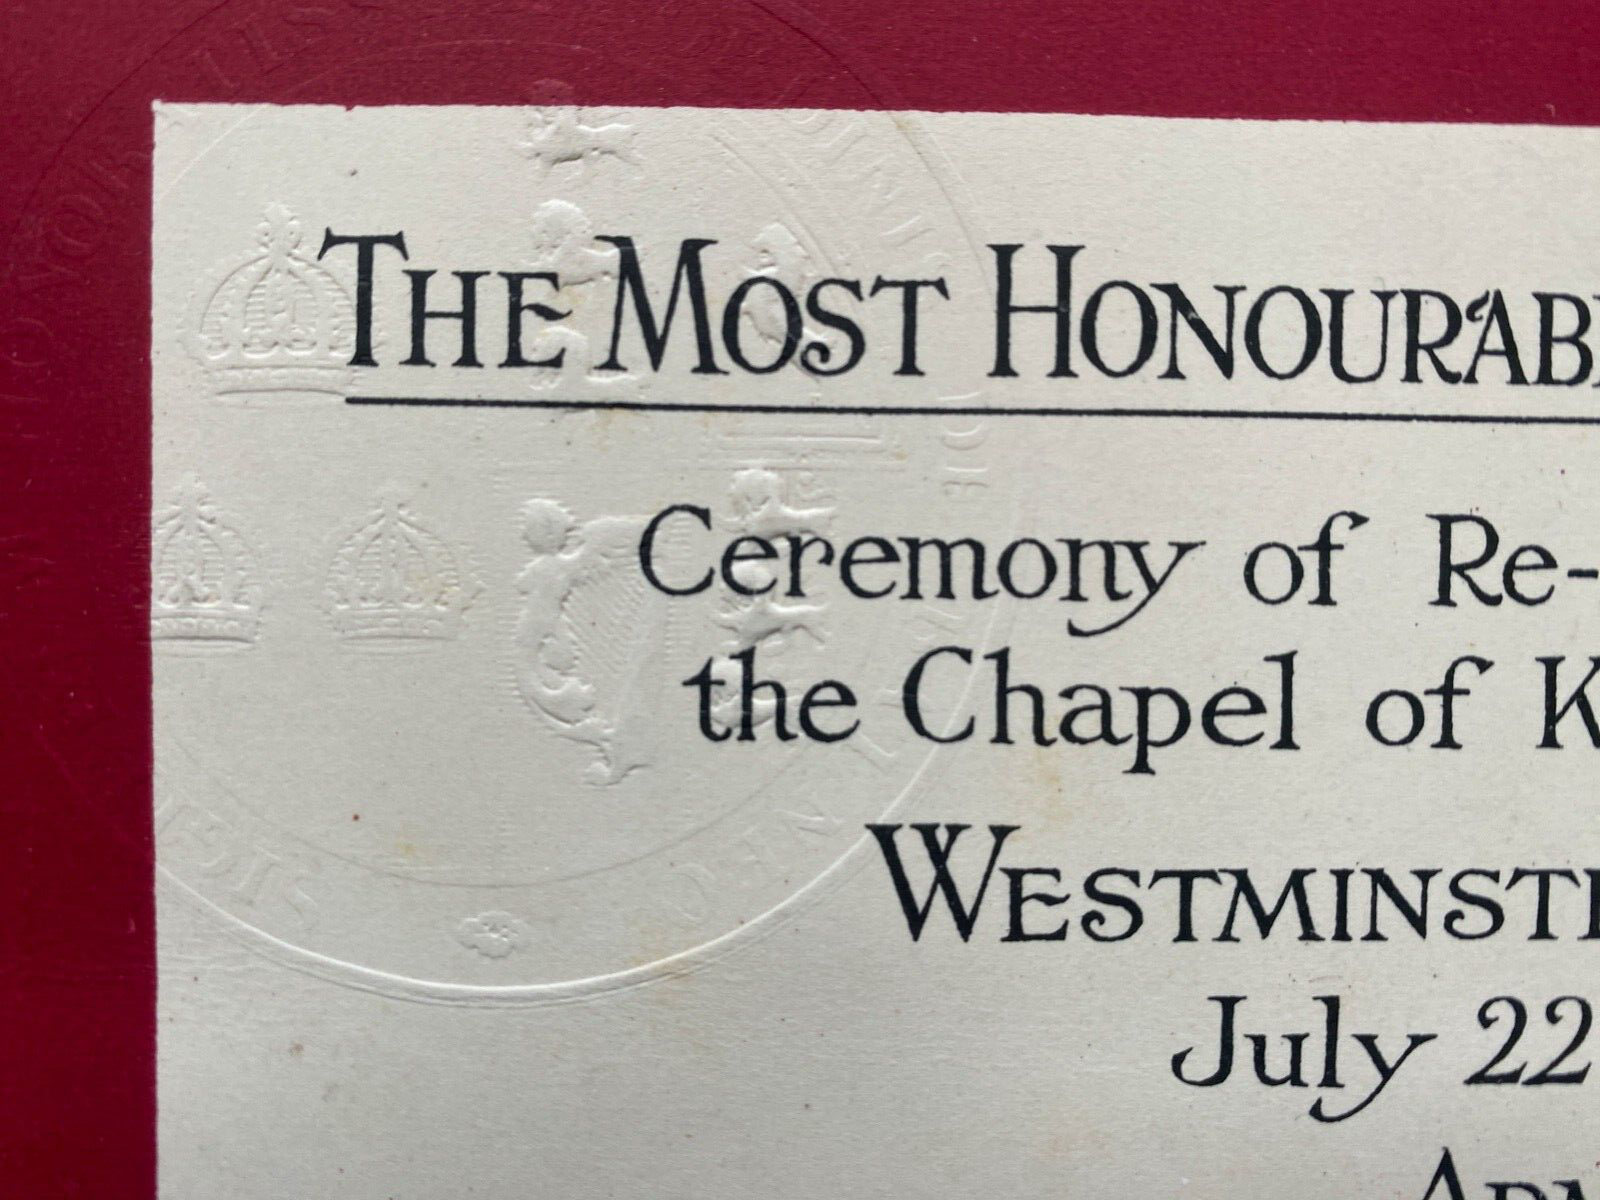 THE MOST HONOURAB
Ceremony of Re-
the Chapel of K
WESTMINST
July 22